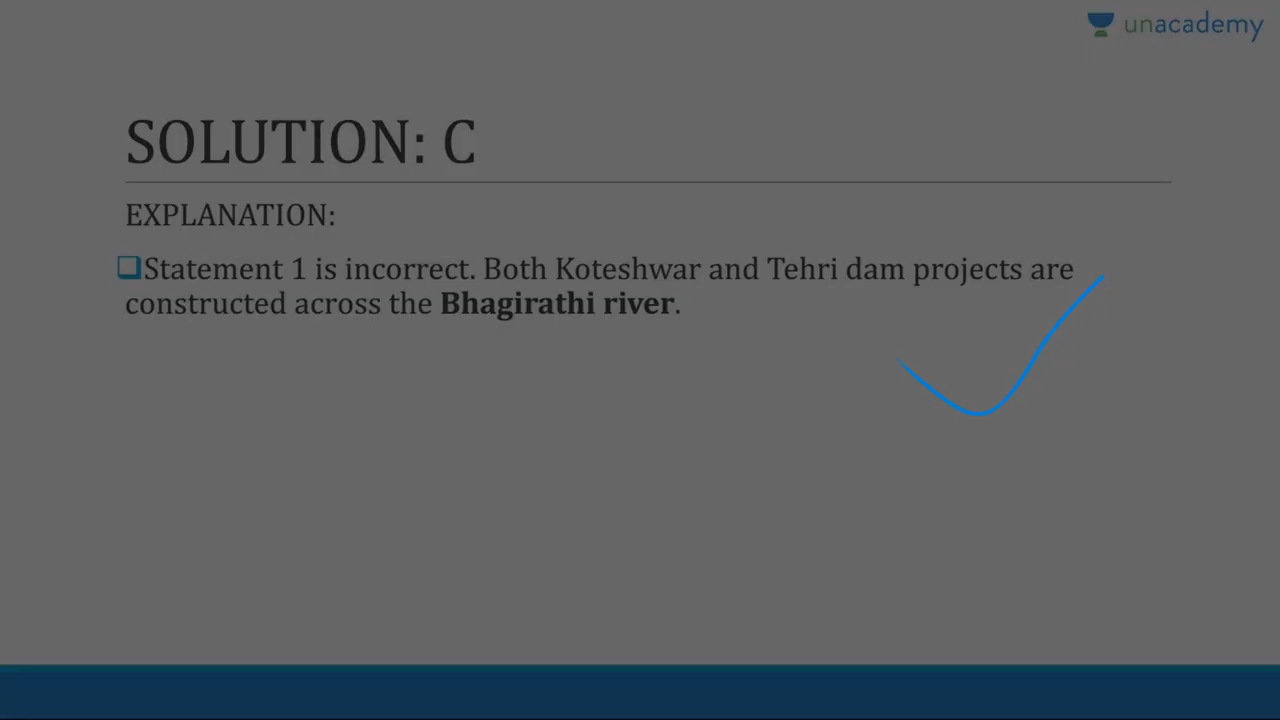 unacademy
SOLUTION: C
EXPLANATION:
Statement 1 is incorrect. Both Koteshwar and Tehri dam projects are
constructed across the Bhagirathi river.